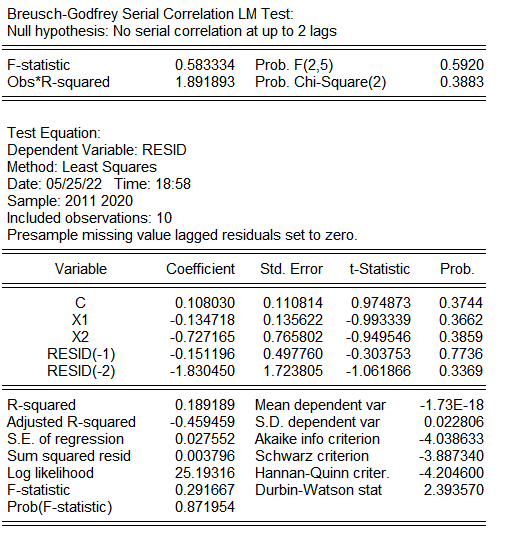 Breusch-Godfrey Serial Correlation LM Test:
Null hypothesis: No serial correlation at up to 2 lags
F-statistic 0.583334 Prob. F(2,5) 0.5920
Obs*R-squared 1.891893 Prob. Chi-Square(2) 0.3883
Test Equation:
Dependent Variable: RESID
Method: Least Squares
Date: 05/25/22 Time: 18:58
Sample: 2011 2020
Included observations: 10
Presample missing value lagged residuals set to zero.
Variable Coefficient Std. Error t-Statistic Prob.
C 0.108030 0.110814 0.974873 0.3744
X1 -0.134718 0.135622 -0.993339 0.3662
X2 -0.727165 0.765802 -0.949546 0.3859
RESID(-1) -0.151196 0.497760 -0.303753 0.7736
RESID(-2) -1.830450 1.723805 -1.061866 0.3369
R-squared 0.189189 Mean dependent var -1.73E-18
Adjusted R-squared -0.459459 S.D. dependent var 0.022806
S.E. of regression 0.027552 Akaike info criterion -4.038633
Sum squared resid 0.003796 Schwarz criterion -3.887340
Log likelihood 25.19316 Hannan-Quinn criter. -4.204600
F-statistic 0.291667 Durbin-Watson stat 2.393570
Prob(F-statistic) 0.871954